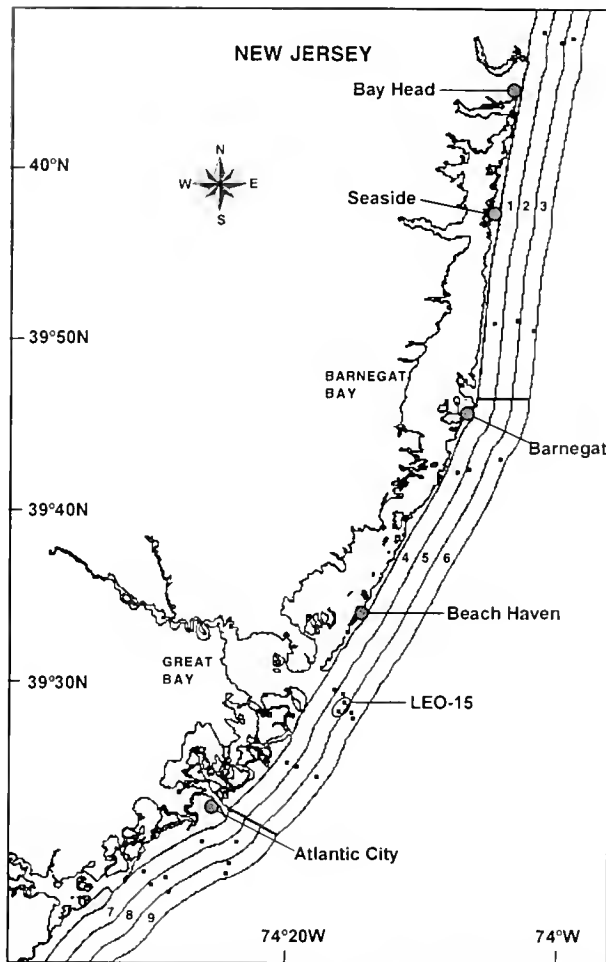 NEW JERSEY
Bay Head
N
W E
S
40°N
Seaside
1 2 3
39°50N
BARNEGAT
BAY
Barnegat
39°40N
4 5 6
Beach Haven
GREAT
BAY
39°30N
LEO-15
Atlantic City
7 8 9
74°20W
74°W